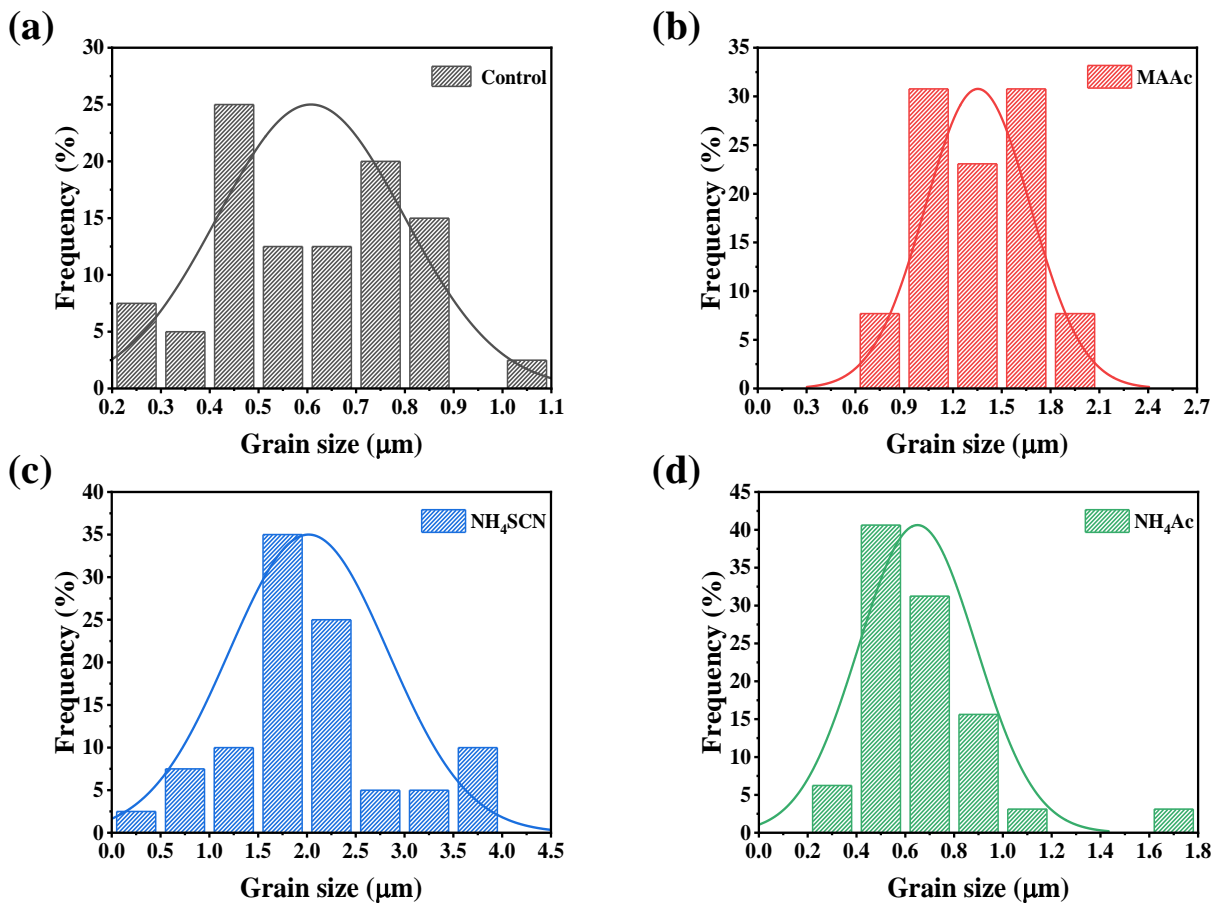 (a)
Control
Frequency (%)
30
25
20
15
10
5
0
0.2 0.3 0.4 0.5 0.6 0.7 0.8 0.9 1.0 1.1
Grain size (μm)
(b)
MAAc
Frequency (%)
35
30
25
20
15
10
5
0
0.0 0.3 0.6 0.9 1.2 1.5 1.8 2.1 2.4 2.7
Grain size (μm)
(c)
NH₄SCN
Frequency (%)
40
35
30
25
20
15
10
5
0
0.0 0.5 1.0 1.5 2.0 2.5 3.0 3.5 4.0 4.5
Grain size (μm)
(d)
NH₄Ac
Frequency (%)
45
40
35
30
25
20
15
10
5
0
0.0 0.2 0.4 0.6 0.8 1.0 1.2 1.4 1.6 1.8
Grain size (μm)